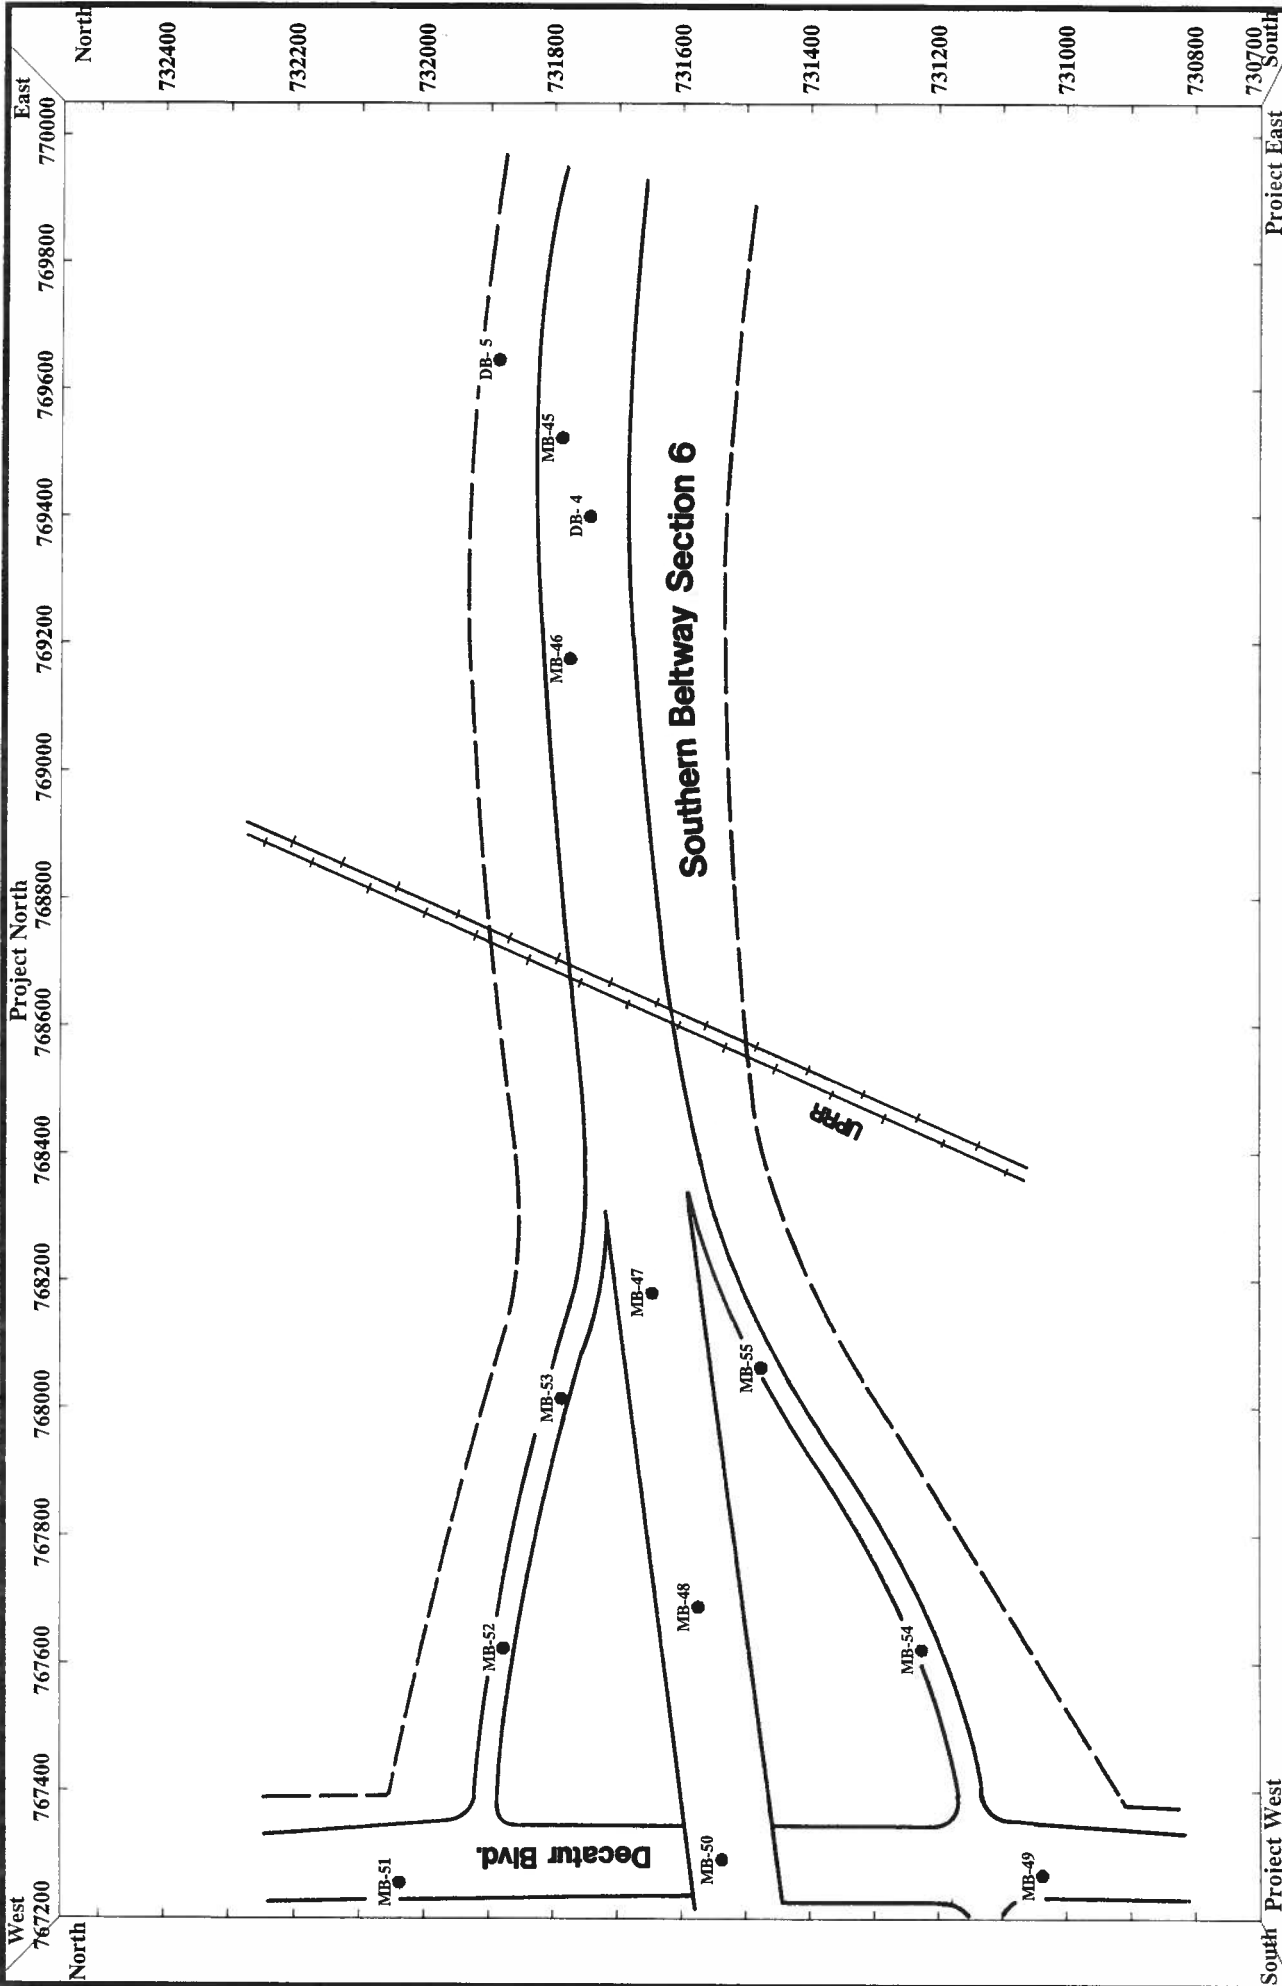 Project North
West
East
767200
767400
767600
767800
768000
768200
768400
768600
768800
769000
769200
769400
769600
769800
770000
North
North
732400
732200
732000
731800
731600
731400
731200
731000
730800
730700
South
South
Project West
Project East
MB-51
MB-52
MB-53
DB- 5
MB-45
DB- 4
MB-46
MB-47
MB-48
MB-50
MB-55
MB-54
MB-49
Decatur Blvd.
UPRR
Southern Beltway Section 6